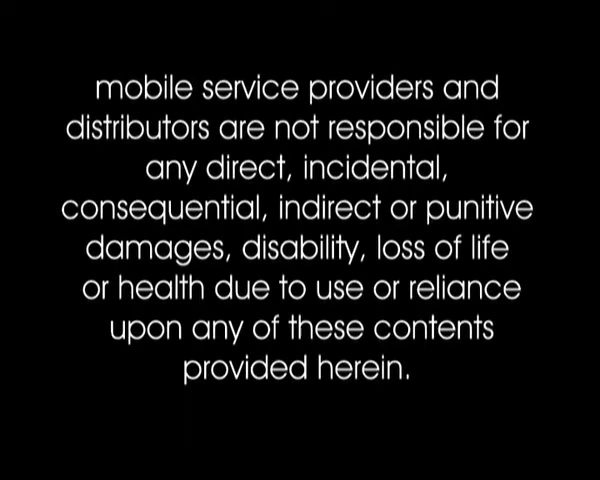 mobile service providers and
distributors are not responsible for
any direct, incidental,
consequential, indirect or punitive
damages, disability, loss of life
or health due to use or reliance
upon any of these contents
provided herein.